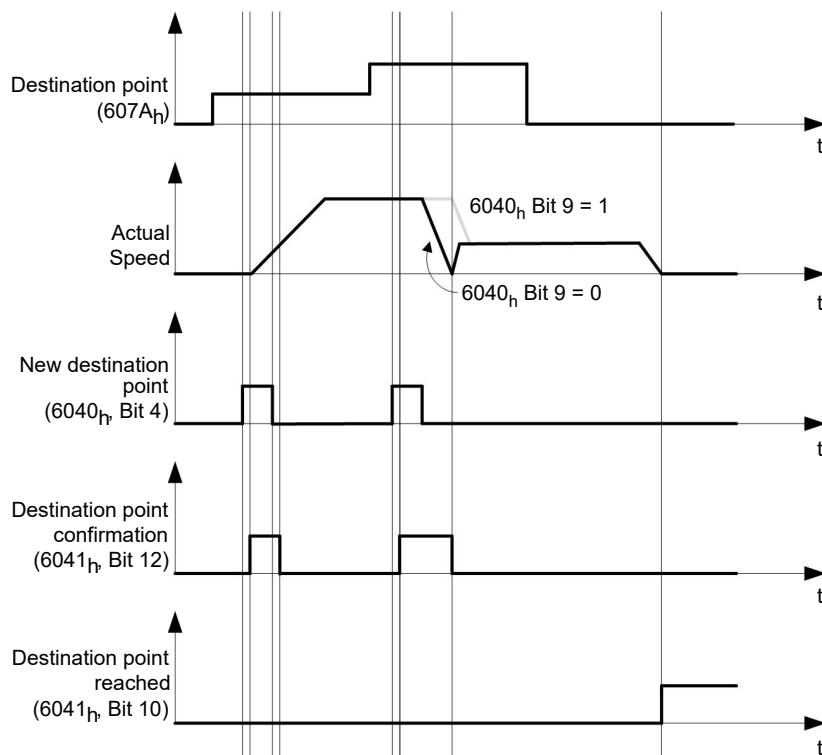 Destination point
(607Ah)
t
6040h Bit 9 = 1
Actual
Speed
6040h Bit 9 = 0
t
New destination
point
(6040h, Bit 4)
t
Destination point
confirmation
(6041h, Bit 12)
t
Destination point
reached
(6041h, Bit 10)
t